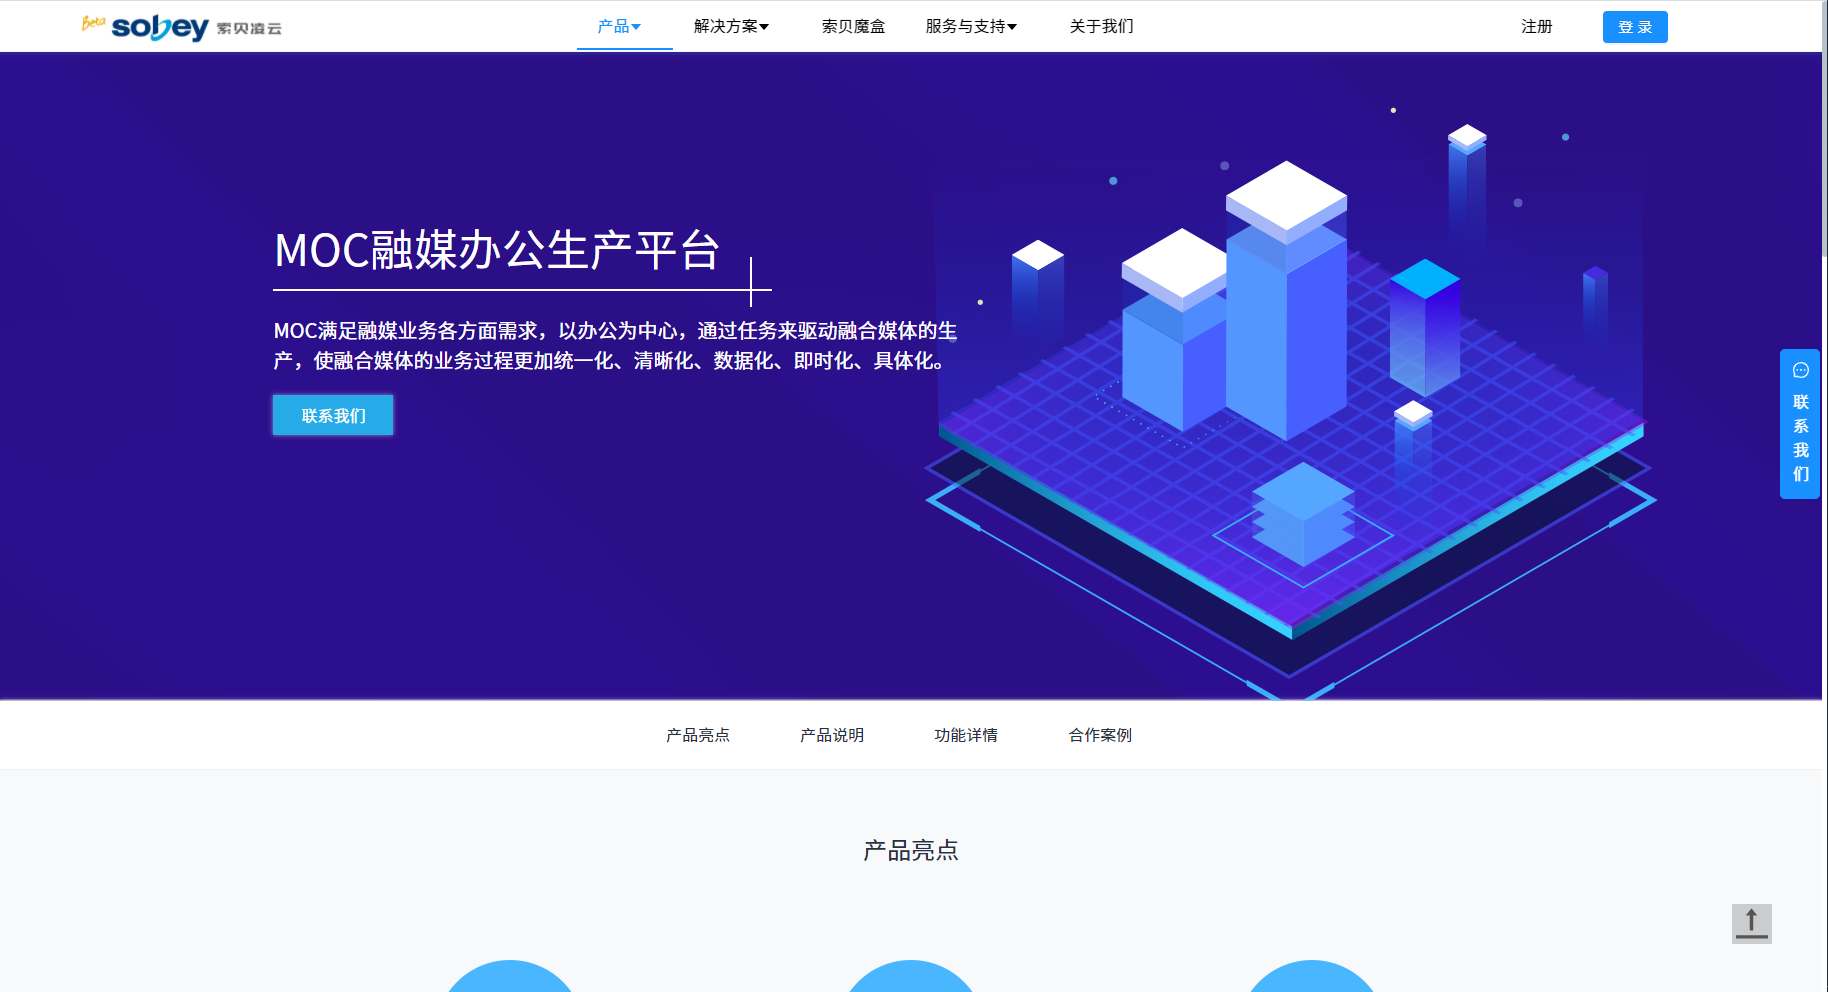 Beta sobey 索贝凌云
产品 解决方案 索贝魔盒 服务与支持 关于我们 注册 登 录
MOC融媒办公生产平台
MOC满足融媒业务各方面需求，以办公为中心，通过任务来驱动融合媒体的生
产，使融合媒体的业务过程更加统一化、清晰化、数据化、即时化、具体化。
联系我们
联
系
我
们
产品亮点 产品说明 功能详情 合作案例
产品亮点